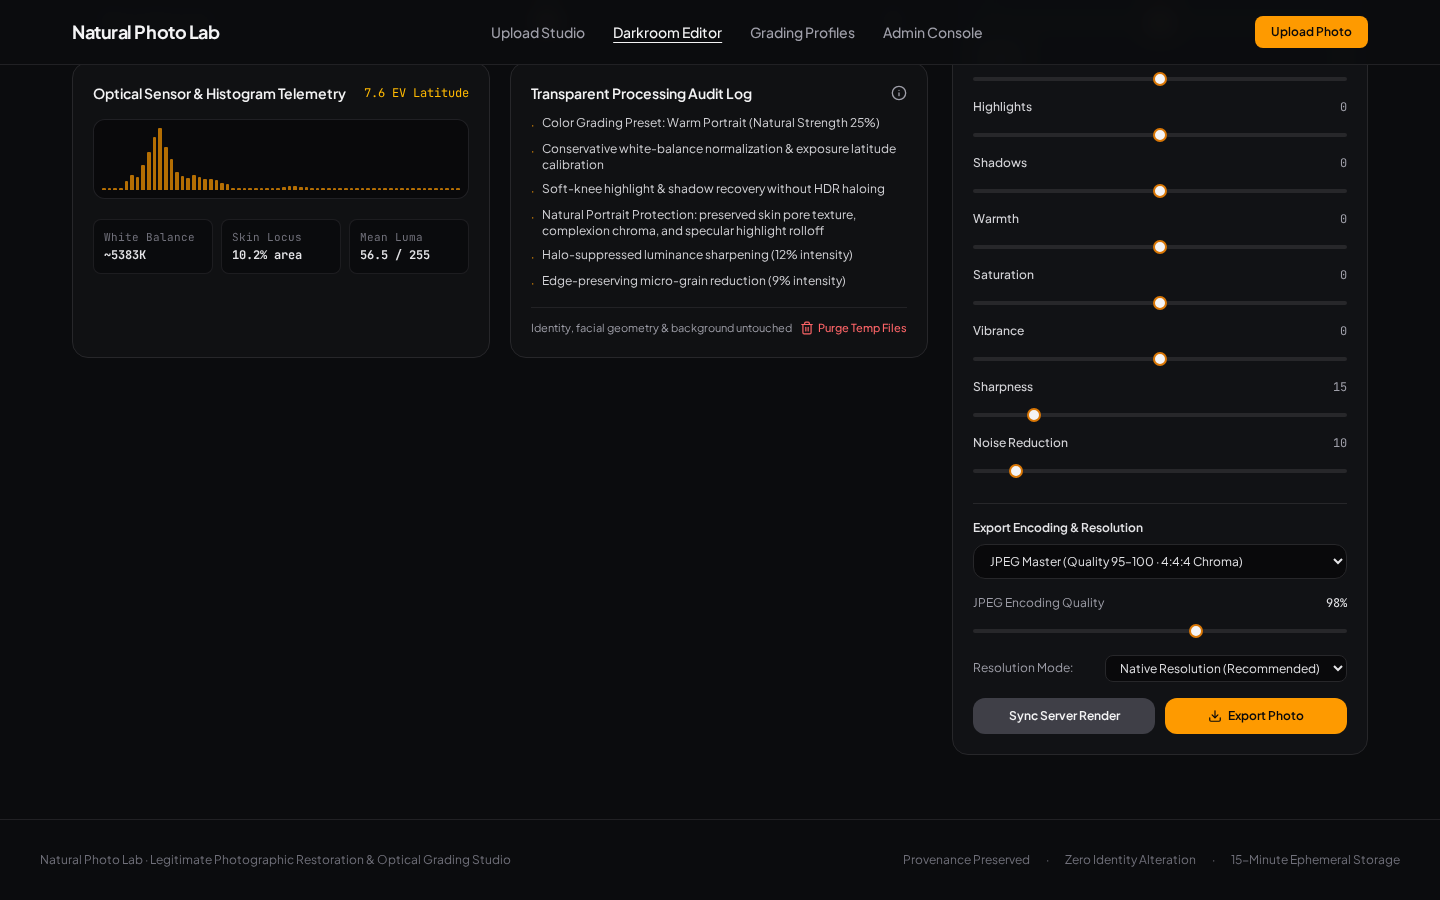 Natural Photo Lab
Upload Studio
Darkroom Editor
Grading Profiles
Admin Console
Upload Photo
Optical Sensor & Histogram Telemetry
7.6 EV Latitude
White Balance
~5383K
Skin Locus
10.2% area
Mean Luma
56.5 / 255
Transparent Processing Audit Log
· Color Grading Preset: Warm Portrait (Natural Strength 25%)
· Conservative white-balance normalization & exposure latitude
calibration
· Soft-knee highlight & shadow recovery without HDR haloing
· Natural Portrait Protection: preserved skin pore texture,
complexion chroma, and specular highlight rolloff
· Halo-suppressed luminance sharpening (12% intensity)
· Edge-preserving micro-grain reduction (9% intensity)
Identity, facial geometry & background untouched
Purge Temp Files
Highlights 0
Shadows 0
Warmth 0
Saturation 0
Vibrance 0
Sharpness 15
Noise Reduction 10
Export Encoding & Resolution
JPEG Master (Quality 95–100 · 4:4:4 Chroma)
JPEG Encoding Quality 98%
Resolution Mode: Native Resolution (Recommended)
Sync Server Render
Export Photo
Natural Photo Lab · Legitimate Photographic Restoration & Optical Grading Studio
Provenance Preserved · Zero Identity Alteration · 15-Minute Ephemeral Storage